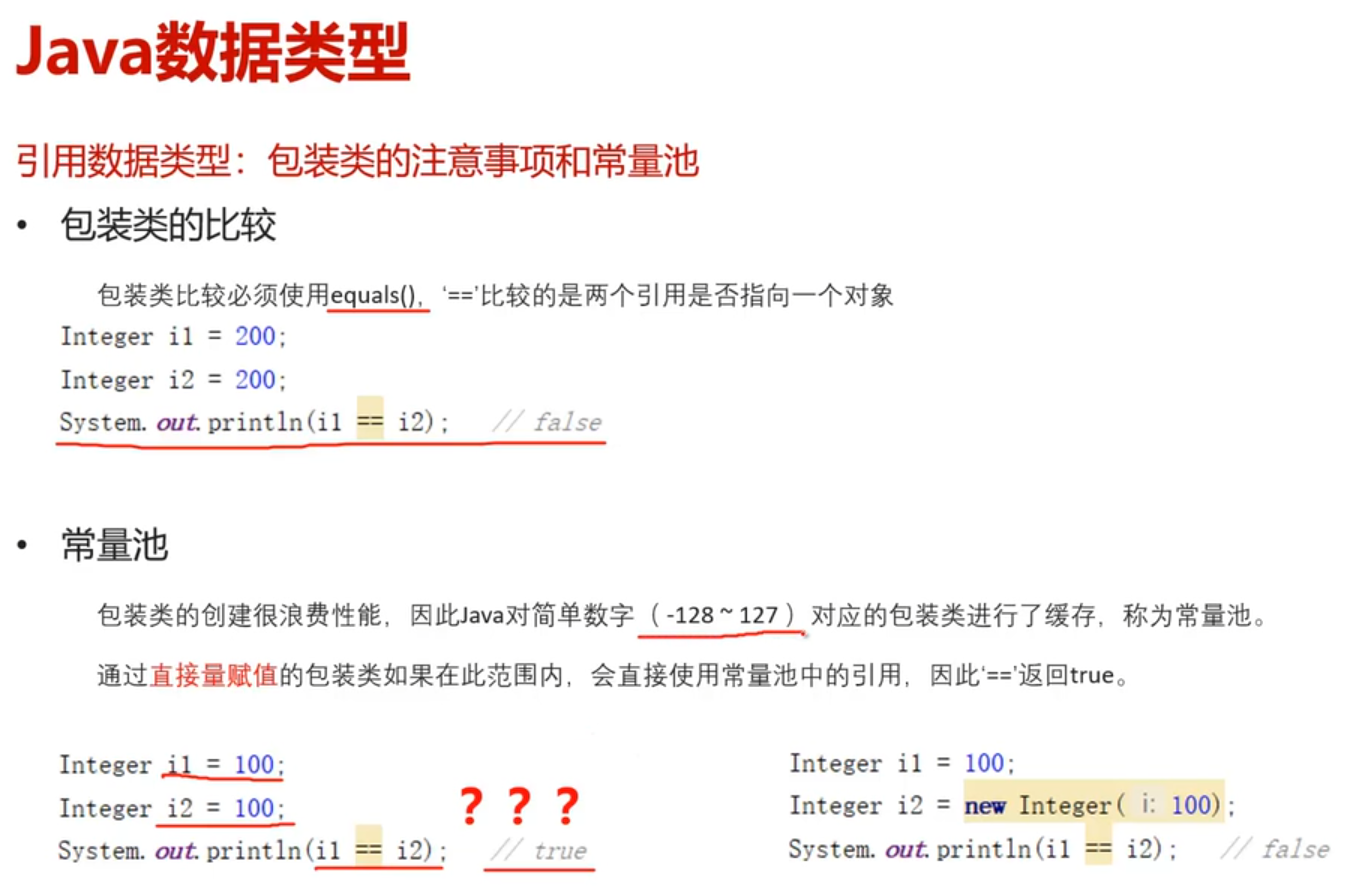 Java数据类型
引用数据类型：包装类的注意事项和常量池
• 包装类的比较
包装类比较必须使用equals()，‘==’比较的是两个引用是否指向一个对象
Integer i1 = 200;
Integer i2 = 200;
System.out.println(i1 == i2); // false
• 常量池
包装类的创建很浪费性能，因此Java对简单数字（-128 ~ 127）对应的包装类进行了缓存，称为常量池。
通过直接量赋值的包装类如果在此范围内，会直接使用常量池中的引用，因此‘==’返回true。
Integer i1 = 100;
Integer i2 = 100;
System.out.println(i1 == i2); // true
? ? ?
Integer i1 = 100;
Integer i2 = new Integer( i: 100);
System.out.println(i1 == i2); // false